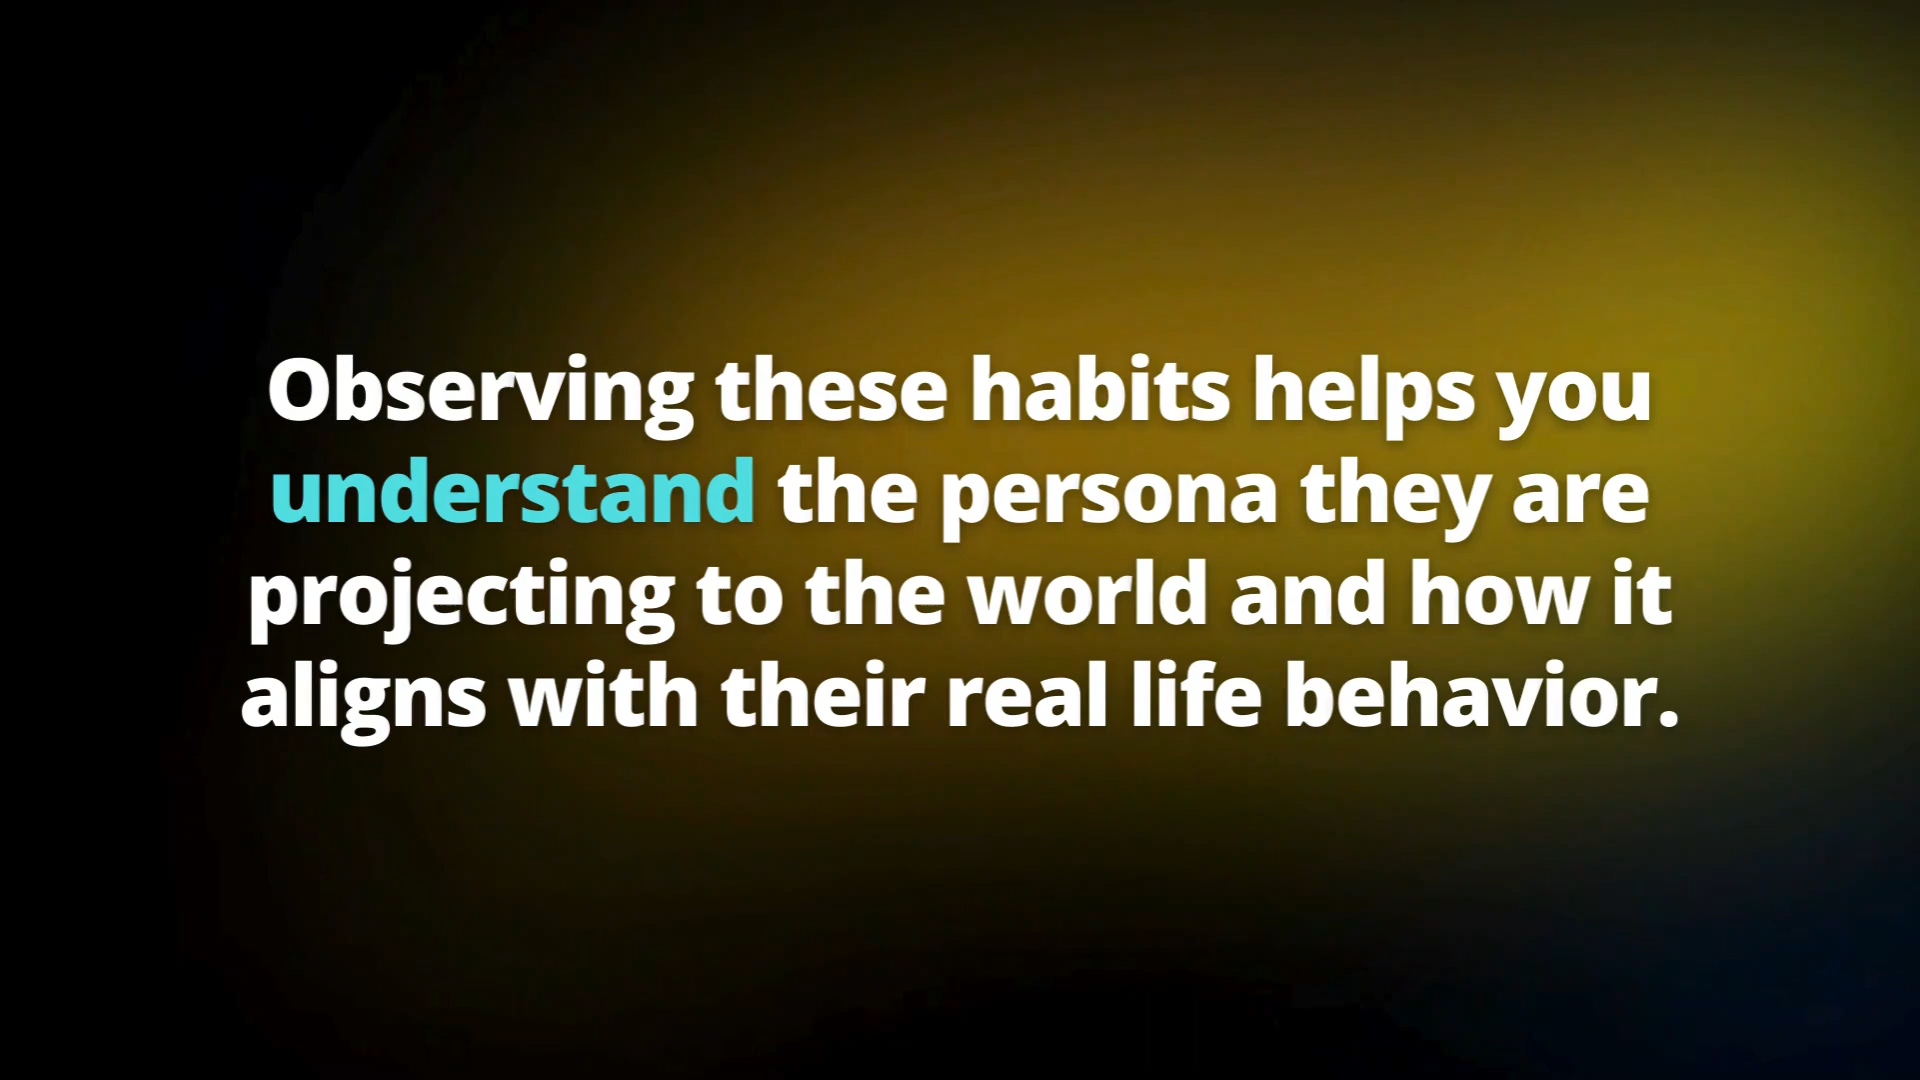 Observing these habits helps you
understand the persona they are
projecting to the world and how it
aligns with their real life behavior.